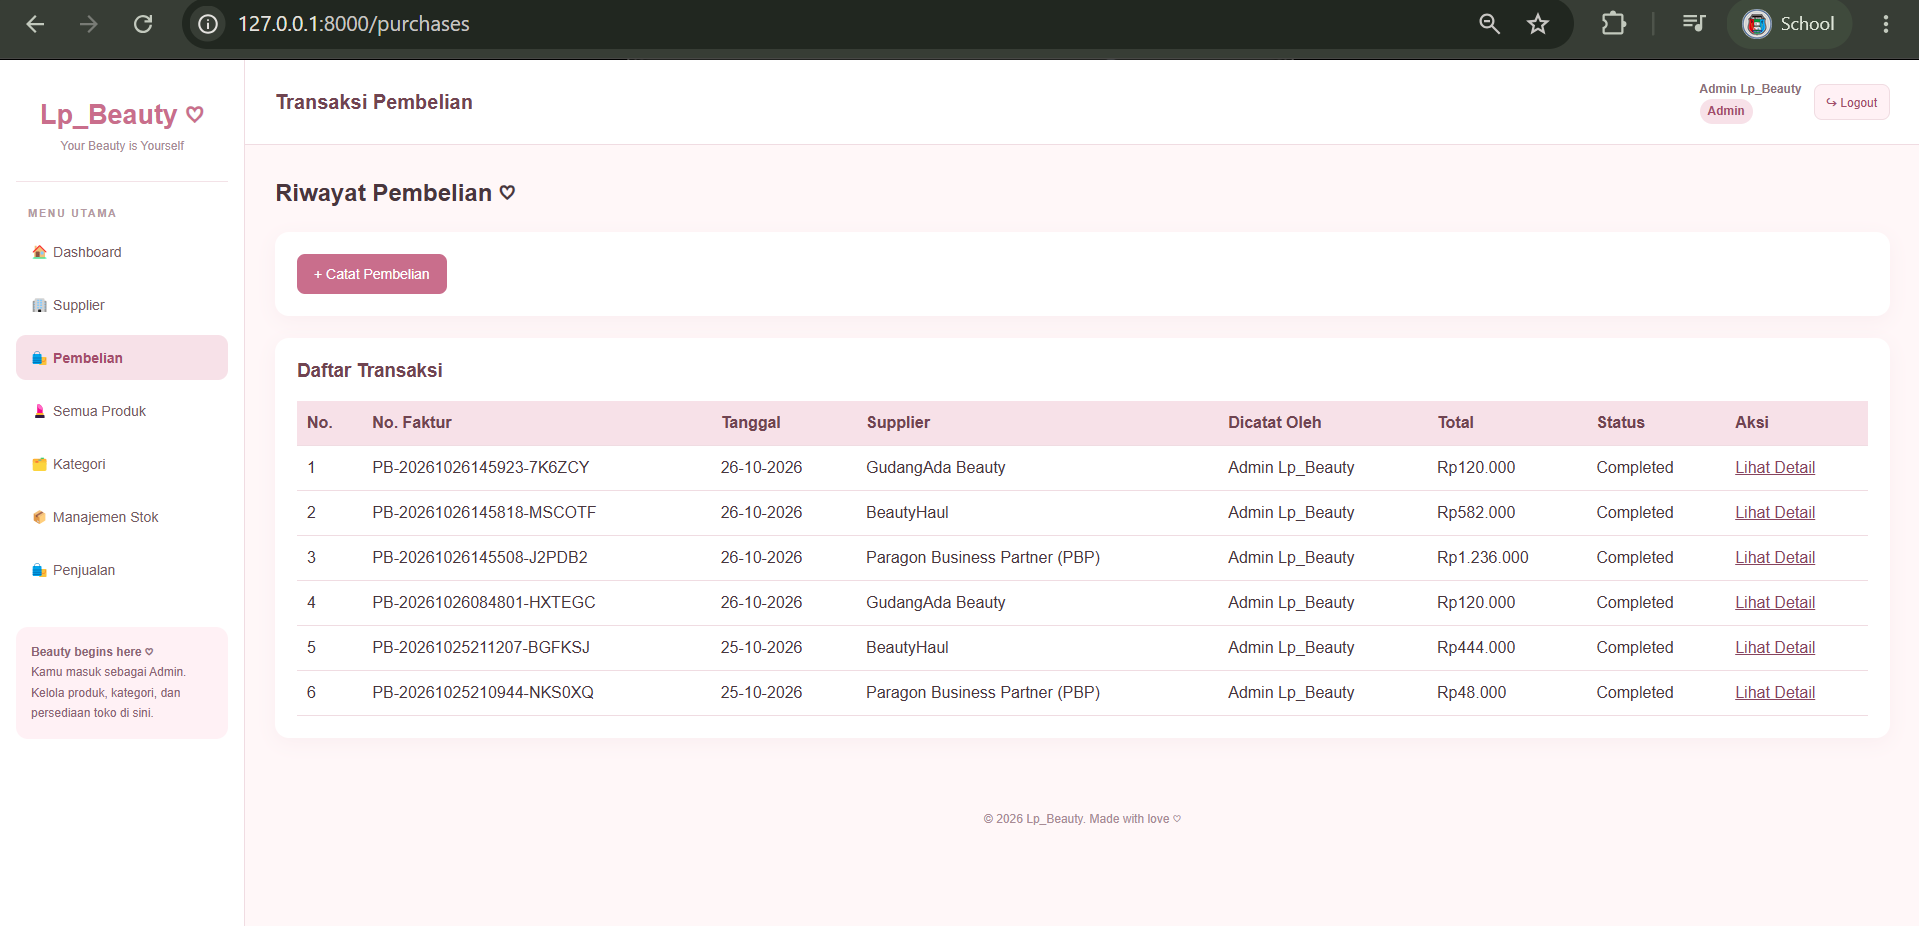 127.0.0.1:8000/purchases
School
Lp_Beauty ♡
Your Beauty is Yourself
MENU UTAMA
Dashboard
Supplier
Pembelian
Semua Produk
Kategori
Manajemen Stok
Penjualan
Beauty begins here ♡
Kamu masuk sebagai Admin.
Kelola produk, kategori, dan
persediaan toko di sini.
Transaksi Pembelian
Admin Lp_Beauty
Admin
↪ Logout
Riwayat Pembelian ♡
+ Catat Pembelian
Daftar Transaksi
No. No. Faktur Tanggal Supplier Dicatat Oleh Total Status Aksi
1 PB-20261026145923-7K6ZCY 26-10-2026 GudangAda Beauty Admin Lp_Beauty Rp120.000 Completed Lihat Detail
2 PB-20261026145818-MSCOTF 26-10-2026 BeautyHaul Admin Lp_Beauty Rp582.000 Completed Lihat Detail
3 PB-20261026145508-J2PDB2 26-10-2026 Paragon Business Partner (PBP) Admin Lp_Beauty Rp1.236.000 Completed Lihat Detail
4 PB-20261026084801-HXTEGC 26-10-2026 GudangAda Beauty Admin Lp_Beauty Rp120.000 Completed Lihat Detail
5 PB-20261025211207-BGFKSJ 25-10-2026 BeautyHaul Admin Lp_Beauty Rp444.000 Completed Lihat Detail
6 PB-20261025210944-NKS0XQ 25-10-2026 Paragon Business Partner (PBP) Admin Lp_Beauty Rp48.000 Completed Lihat Detail
© 2026 Lp_Beauty. Made with love ♡